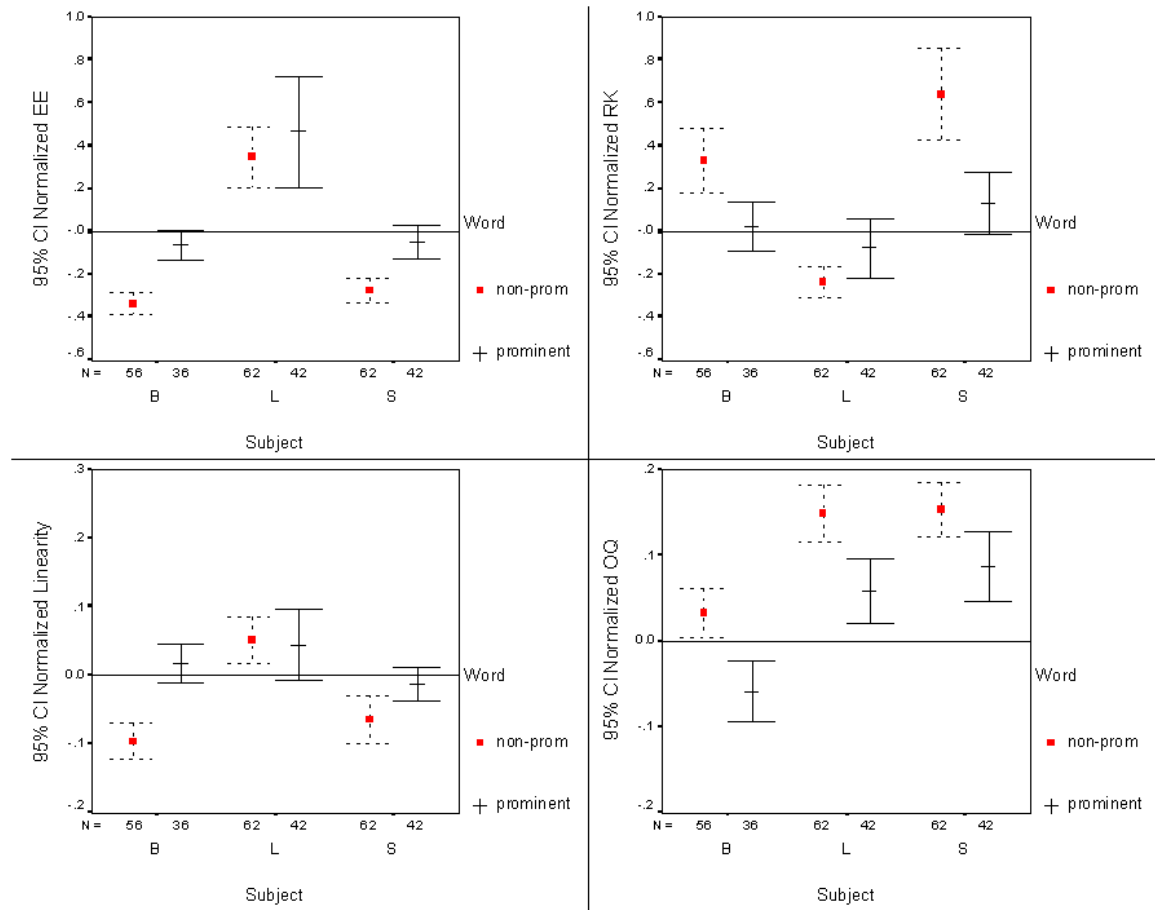 95% CI Normalized EE
1.0
.8
.6
.4
.2
-.0
-.2
-.4
-.6
N = 56 36 62 42 62 42
B L S
Subject
Word
non-prom
prominent
95% CI Normalized RK
1.0
.8
.6
.4
.2
-.0
-.2
-.4
-.6
N = 56 36 62 42 62 42
B L S
Subject
Word
non-prom
prominent
95% CI Normalized Linearity
.3
.2
.1
0.0
-.1
-.2
N = 56 36 62 42 62 42
B L S
Subject
Word
non-prom
prominent
95% CI Normalized OQ
.2
.1
0.0
-.1
-.2
N = 56 36 62 42 62 42
B L S
Subject
Word
non-prom
prominent